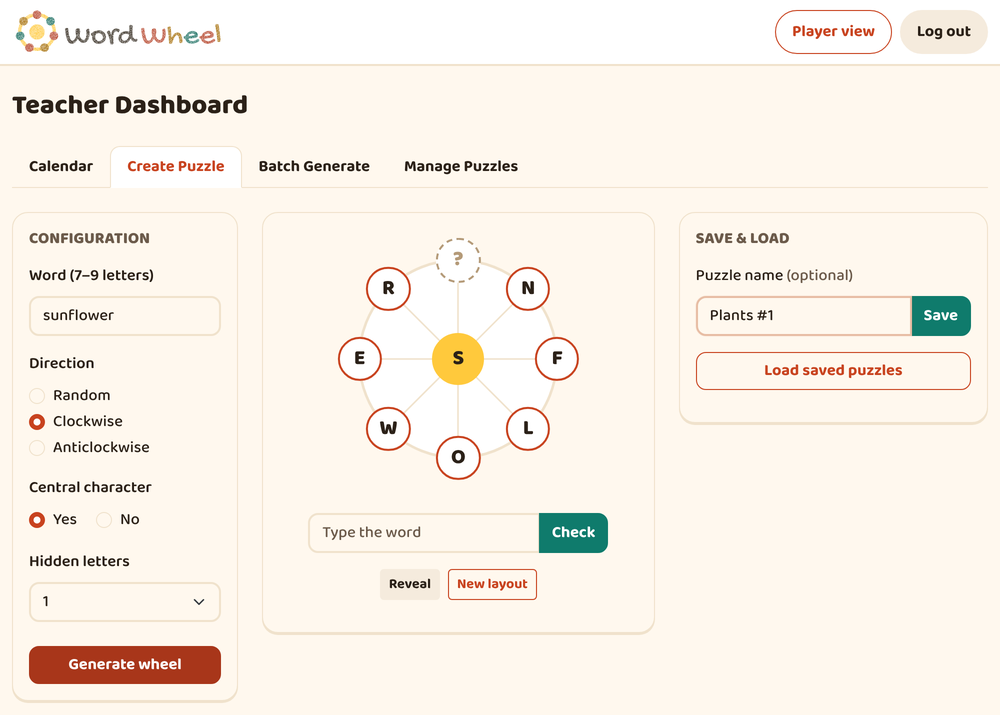 WordWheel
Player view
Log out
Teacher Dashboard
Calendar
Create Puzzle
Batch Generate
Manage Puzzles
CONFIGURATION
Word (7–9 letters)
sunflower
Direction
Random
Clockwise
Anticlockwise
Central character
Yes
No
Hidden letters
1
Generate wheel
?
R
N
E
S
F
W
L
O
Type the word
Check
Reveal
New layout
SAVE & LOAD
Puzzle name (optional)
Plants #1
Save
Load saved puzzles